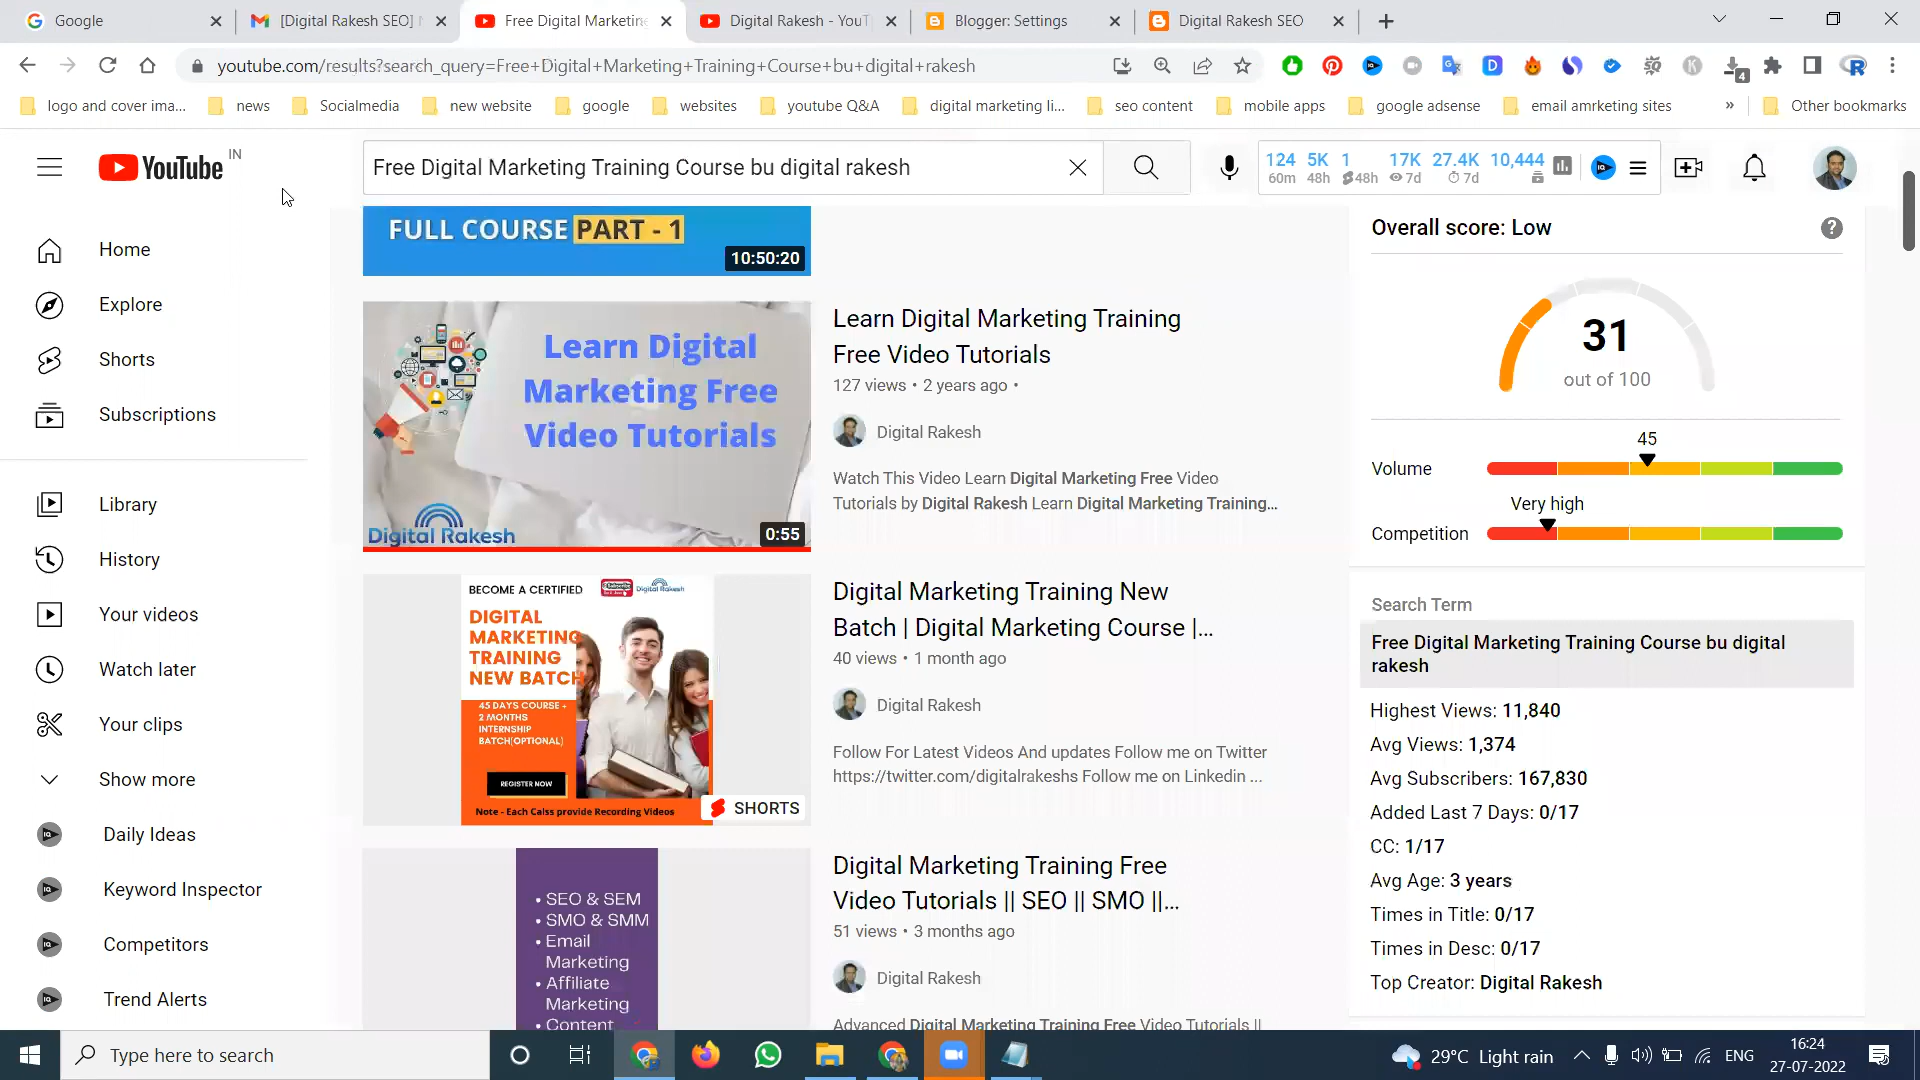 Google
[Digital Rakesh SEO]
Free Digital Marketin
Digital Rakesh - YouT
Blogger: Settings
Digital Rakesh SEO
youtube.com/results?search_query=Free+Digital+Marketing+Training+Course+bu+digital+rakesh
4
logo and cover ima...
news
Socialmedia
new website
google
websites
youtube Q&A
digital marketing li...
seo content
mobile apps
google adsense
email amrketing sites
»
Other bookmarks
YouTube IN
Free Digital Marketing Training Course bu digital rakesh
124 5K 1 17K 27.4K 10,444
60m 48h 48h 7d 7d
Home
Explore
Shorts
Subscriptions
Library
History
Your videos
Watch later
Your clips
Show more
Daily Ideas
Keyword Inspector
Competitors
Trend Alerts
FULL COURSE PART - 1
10:50:20
Learn Digital
Marketing Free
Video Tutorials
Digital Rakesh
0:55
Learn Digital Marketing Training
Free Video Tutorials
127 views • 2 years ago •
Digital Rakesh
Watch This Video Learn Digital Marketing Free Video
Tutorials by Digital Rakesh Learn Digital Marketing Training...
BECOME A CERTIFIED
Digital Rakesh
DIGITAL
MARKETING
TRAINING
NEW BATCH
45 DAYS COURSE +
2 MONTHS
INTERNSHIP
BATCH(OPTIONAL)
REGISTER NOW
Note - Each Calss provide Recording Videos
SHORTS
Digital Marketing Training New
Batch | Digital Marketing Course |...
40 views • 1 month ago
Digital Rakesh
Follow For Latest Videos And updates Follow me on Twitter
https://twitter.com/digitalrakeshs Follow me on Linkedin ...
• SEO & SEM
• SMO & SMM
• Email
Marketing
• Affiliate
Marketing
• Content
Digital Marketing Training Free
Video Tutorials || SEO || SMO ||...
51 views • 3 months ago
Digital Rakesh
Advanced Digital Marketing Training Free Video Tutorials ||
Overall score: Low
?
31
out of 100
45
Volume
Very high
Competition
Search Term
Free Digital Marketing Training Course bu digital
rakesh
Highest Views: 11,840
Avg Views: 1,374
Avg Subscribers: 167,830
Added Last 7 Days: 0/17
CC: 1/17
Avg Age: 3 years
Times in Title: 0/17
Times in Desc: 0/17
Top Creator: Digital Rakesh
Type here to search
29°C Light rain
ENG
16:24
27-07-2022